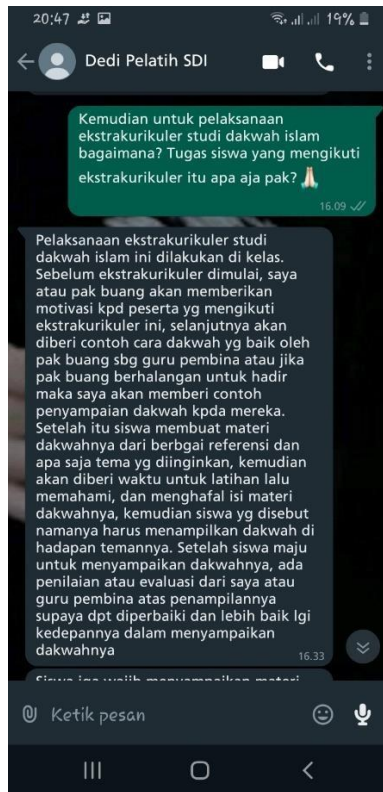 20:47
19%
Dedi Pelatih SDI
Kemudian untuk pelaksanaan
ekstrakurikuler studi dakwah islam
bagaimana? Tugas siswa yang mengikuti
ekstrakurikuler itu apa aja pak?
16.09
Pelaksanaan ekstrakurikuler studi
dakwah islam ini dilakukan di kelas.
Sebelum ekstrakurikuler dimulai, saya
atau pak buang akan memberikan
motivasi kpd peserta yg mengikuti
ekstrakurikuler ini, selanjutnya akan
diberi contoh cara dakwah yg baik oleh
pak buang sbg guru pembina atau jika
pak buang berhalangan untuk hadir
maka saya akan memberi contoh
penyampaian dakwah kpda mereka.
Setelah itu siswa membuat materi
dakwahnya dari berbgai referensi dan
apa saja tema yg diinginkan, kemudian
akan diberi waktu untuk latihan lalu
memahami, dan menghafal isi materi
dakwahnya, kemudian siswa yg disebut
namanya harus menampilkan dakwah di
hadapan temannya. Setelah siswa maju
untuk menyampaikan dakwahnya, ada
penilaian atau evaluasi dari saya atau
guru pembina atas penampilannya
supaya dpt diperbaiki dan lebih baik lgi
kedepannya dalam menyampaikan
dakwahnya
16.33
Siswa jga wajib menyampaikan materi
Ketik pesan